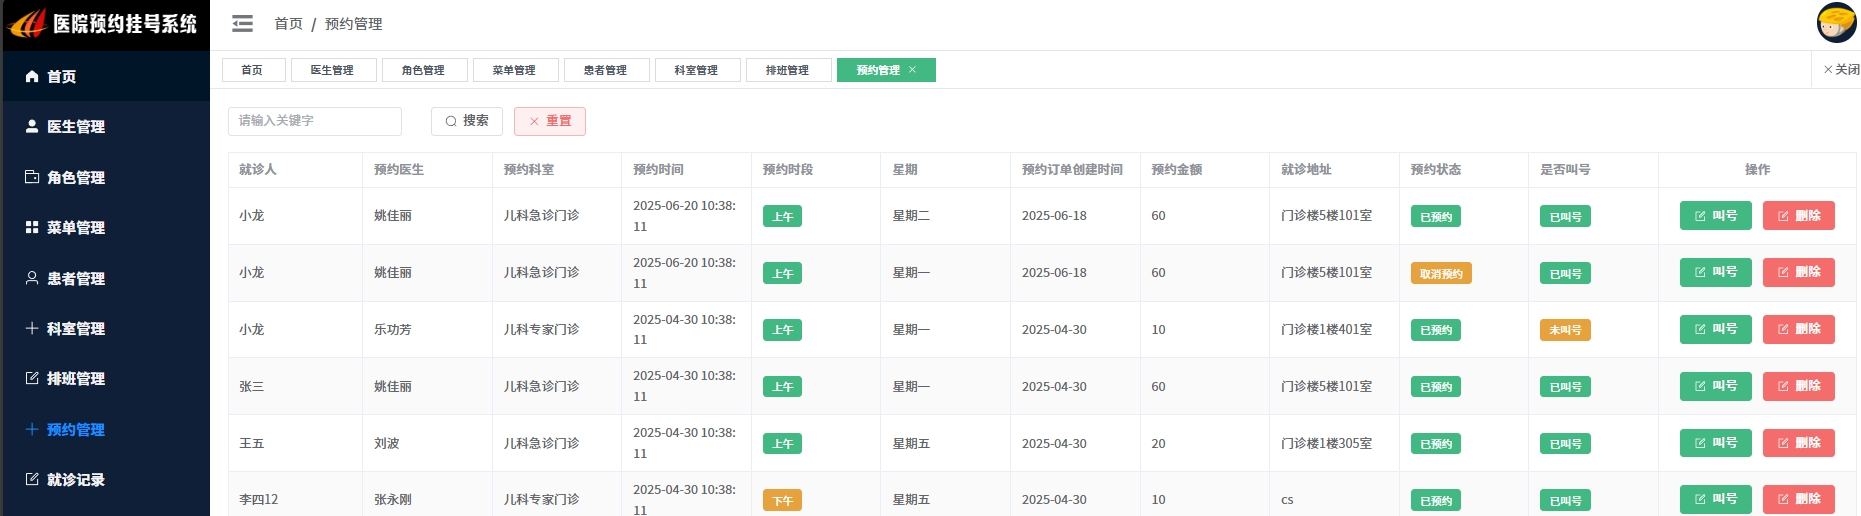 医院预约挂号系统
首页 / 预约管理
首页 医生管理 角色管理 菜单管理 患者管理 科室管理 排班管理 预约管理 × ×关闭
首页
医生管理
角色管理
菜单管理
患者管理
科室管理
排班管理
预约管理
就诊记录
请输入关键字 搜索 × 重置
就诊人 预约医生 预约科室 预约时间 预约时段 星期 预约订单创建时间 预约金额 就诊地址 预约状态 是否叫号 操作
小龙 姚佳丽 儿科急诊门诊 2025-06-20 10:38:11 上午 星期二 2025-06-18 60 门诊楼5楼101室 已预约 已叫号 叫号 删除
小龙 姚佳丽 儿科急诊门诊 2025-06-20 10:38:11 上午 星期一 2025-06-18 60 门诊楼5楼101室 取消预约 已叫号 叫号 删除
小龙 乐功芳 儿科专家门诊 2025-04-30 10:38:11 上午 星期一 2025-04-30 10 门诊楼1楼401室 已预约 未叫号 叫号 删除
张三 姚佳丽 儿科急诊门诊 2025-04-30 10:38:11 上午 星期一 2025-04-30 60 门诊楼5楼101室 已预约 已叫号 叫号 删除
王五 刘波 儿科急诊门诊 2025-04-30 10:38:11 上午 星期五 2025-04-30 20 门诊楼1楼305室 已预约 已叫号 叫号 删除
李四12 张永刚 儿科专家门诊 2025-04-30 10:38:11 下午 星期五 2025-04-30 10 cs 已预约 已叫号 叫号 删除